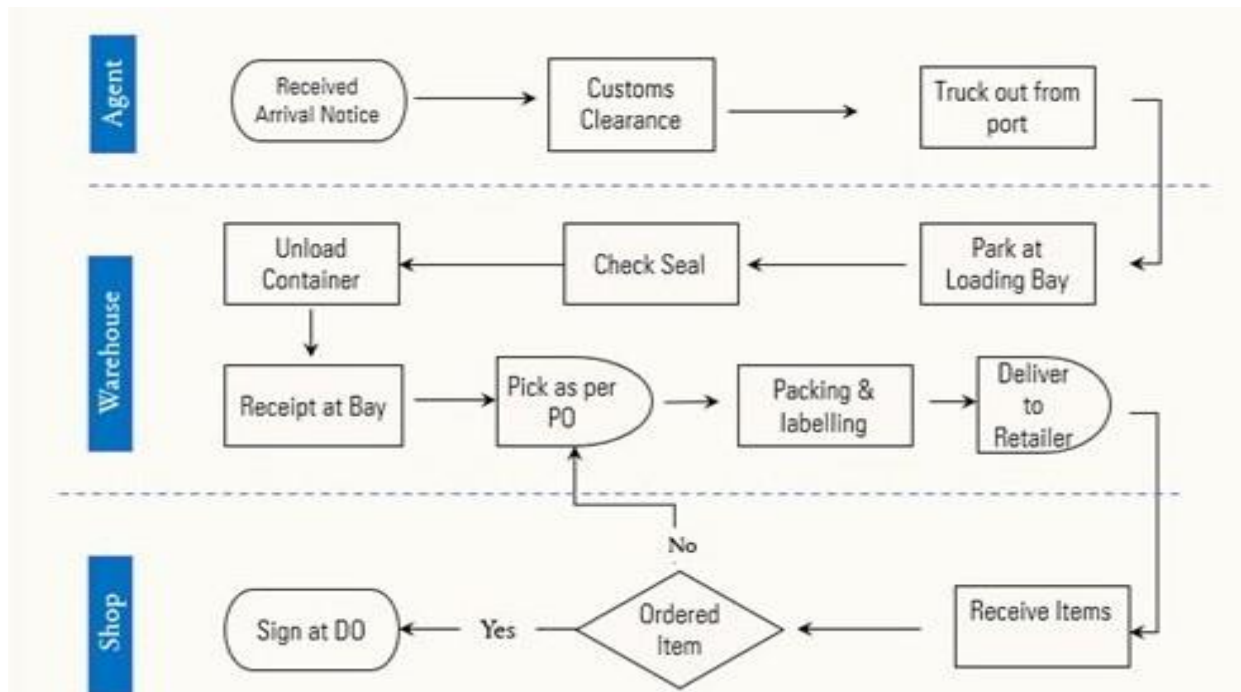 Agent
Received
Arrival Notice
Customs
Clearance
Truck out from
port
Warehouse
Unload
Container
Check Seal
Park at
Loading Bay
Receipt at Bay
Pick as per
PO
Packing &
labelling
Deliver
to
Retailer
Shop
No
Sign at DO
Yes
Ordered
Item
Receive Items